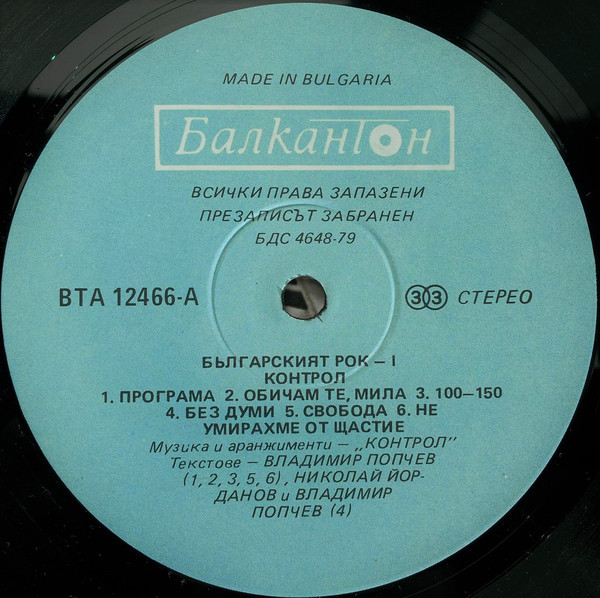 MADE IN BULGARIA
Балкантон
ВСИЧКИ ПРАВА ЗАПАЗЕНИ
ПРЕЗАПИСЪТ ЗАБРАНЕН
БДС 4648-79
ВТА 12466-А
33 СТЕРЕО
БЪЛГАРСКИЯТ РОК – I
КОНТРОЛ
1. ПРОГРАМА 2. ОБИЧАМ ТЕ, МИЛА 3. 100–150
4. БЕЗ ДУМИ 5. СВОБОДА 6. НЕ
УМИРАХМЕ ОТ ЩАСТИЕ
Музика и аранжименти – „КОНТРОЛ"
Текстове – ВЛАДИМИР ПОПЧЕВ
(1, 2, 3, 5, 6), НИКОЛАЙ ЙОР-
ДАНОВ и ВЛАДИМИР
ПОПЧЕВ (4)